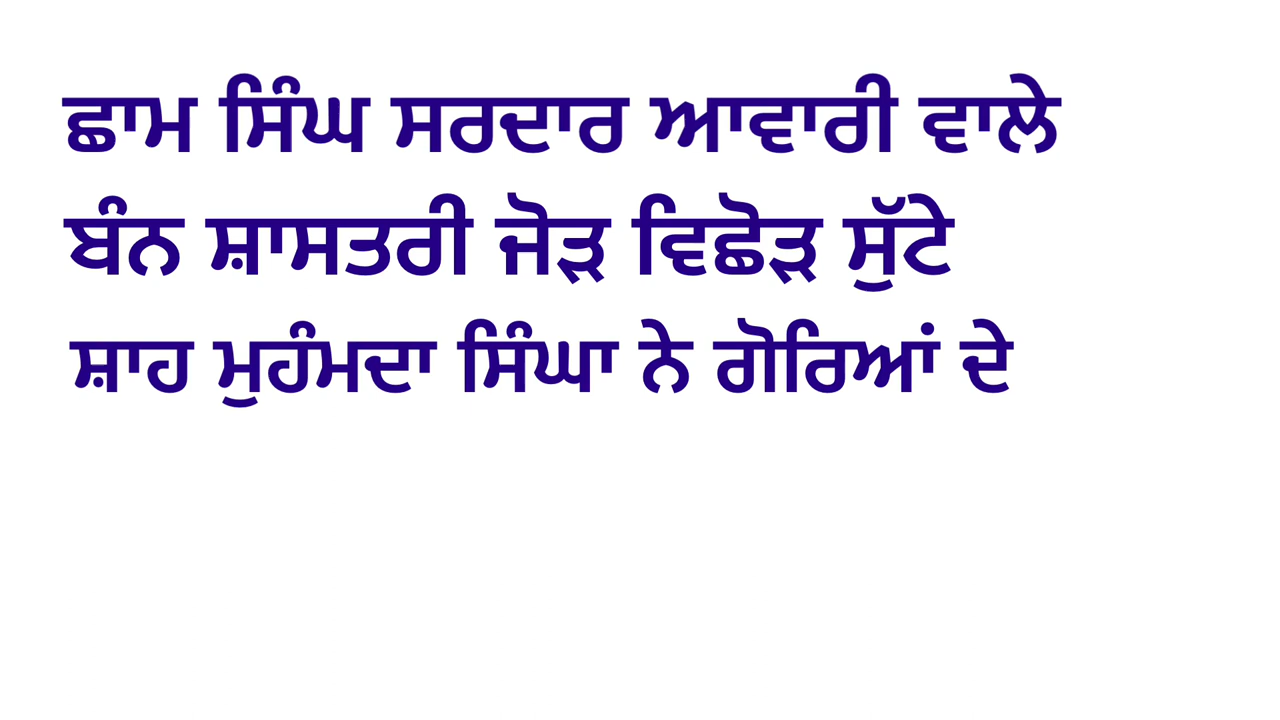 ਛਾਮ ਸਿੰਘ ਸਰਦਾਰ ਆਵਾਰੀ ਵਾਲੇ
ਬੰਨ ਸ਼ਾਸਤਰੀ ਜੋੜ ਵਿਛੋੜ ਸੁੱਟੇ
ਸ਼ਾਹ ਮੁਹੰਮਦਾ ਸਿੰਘਾ ਨੇ ਗੋਰਿਆਂ ਦੇ